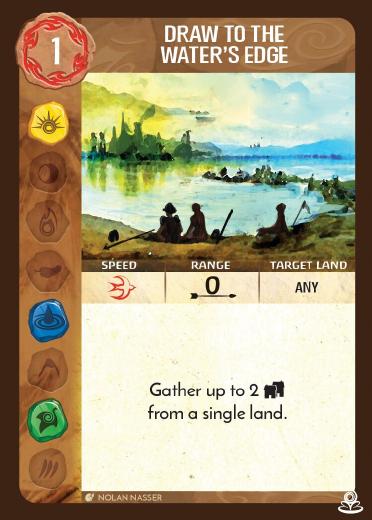 1
DRAW TO THE
WATER'S EDGE
SPEED RANGE TARGET LAND
0 ANY
Gather up to 2
from a single land.
NOLAN NASSER